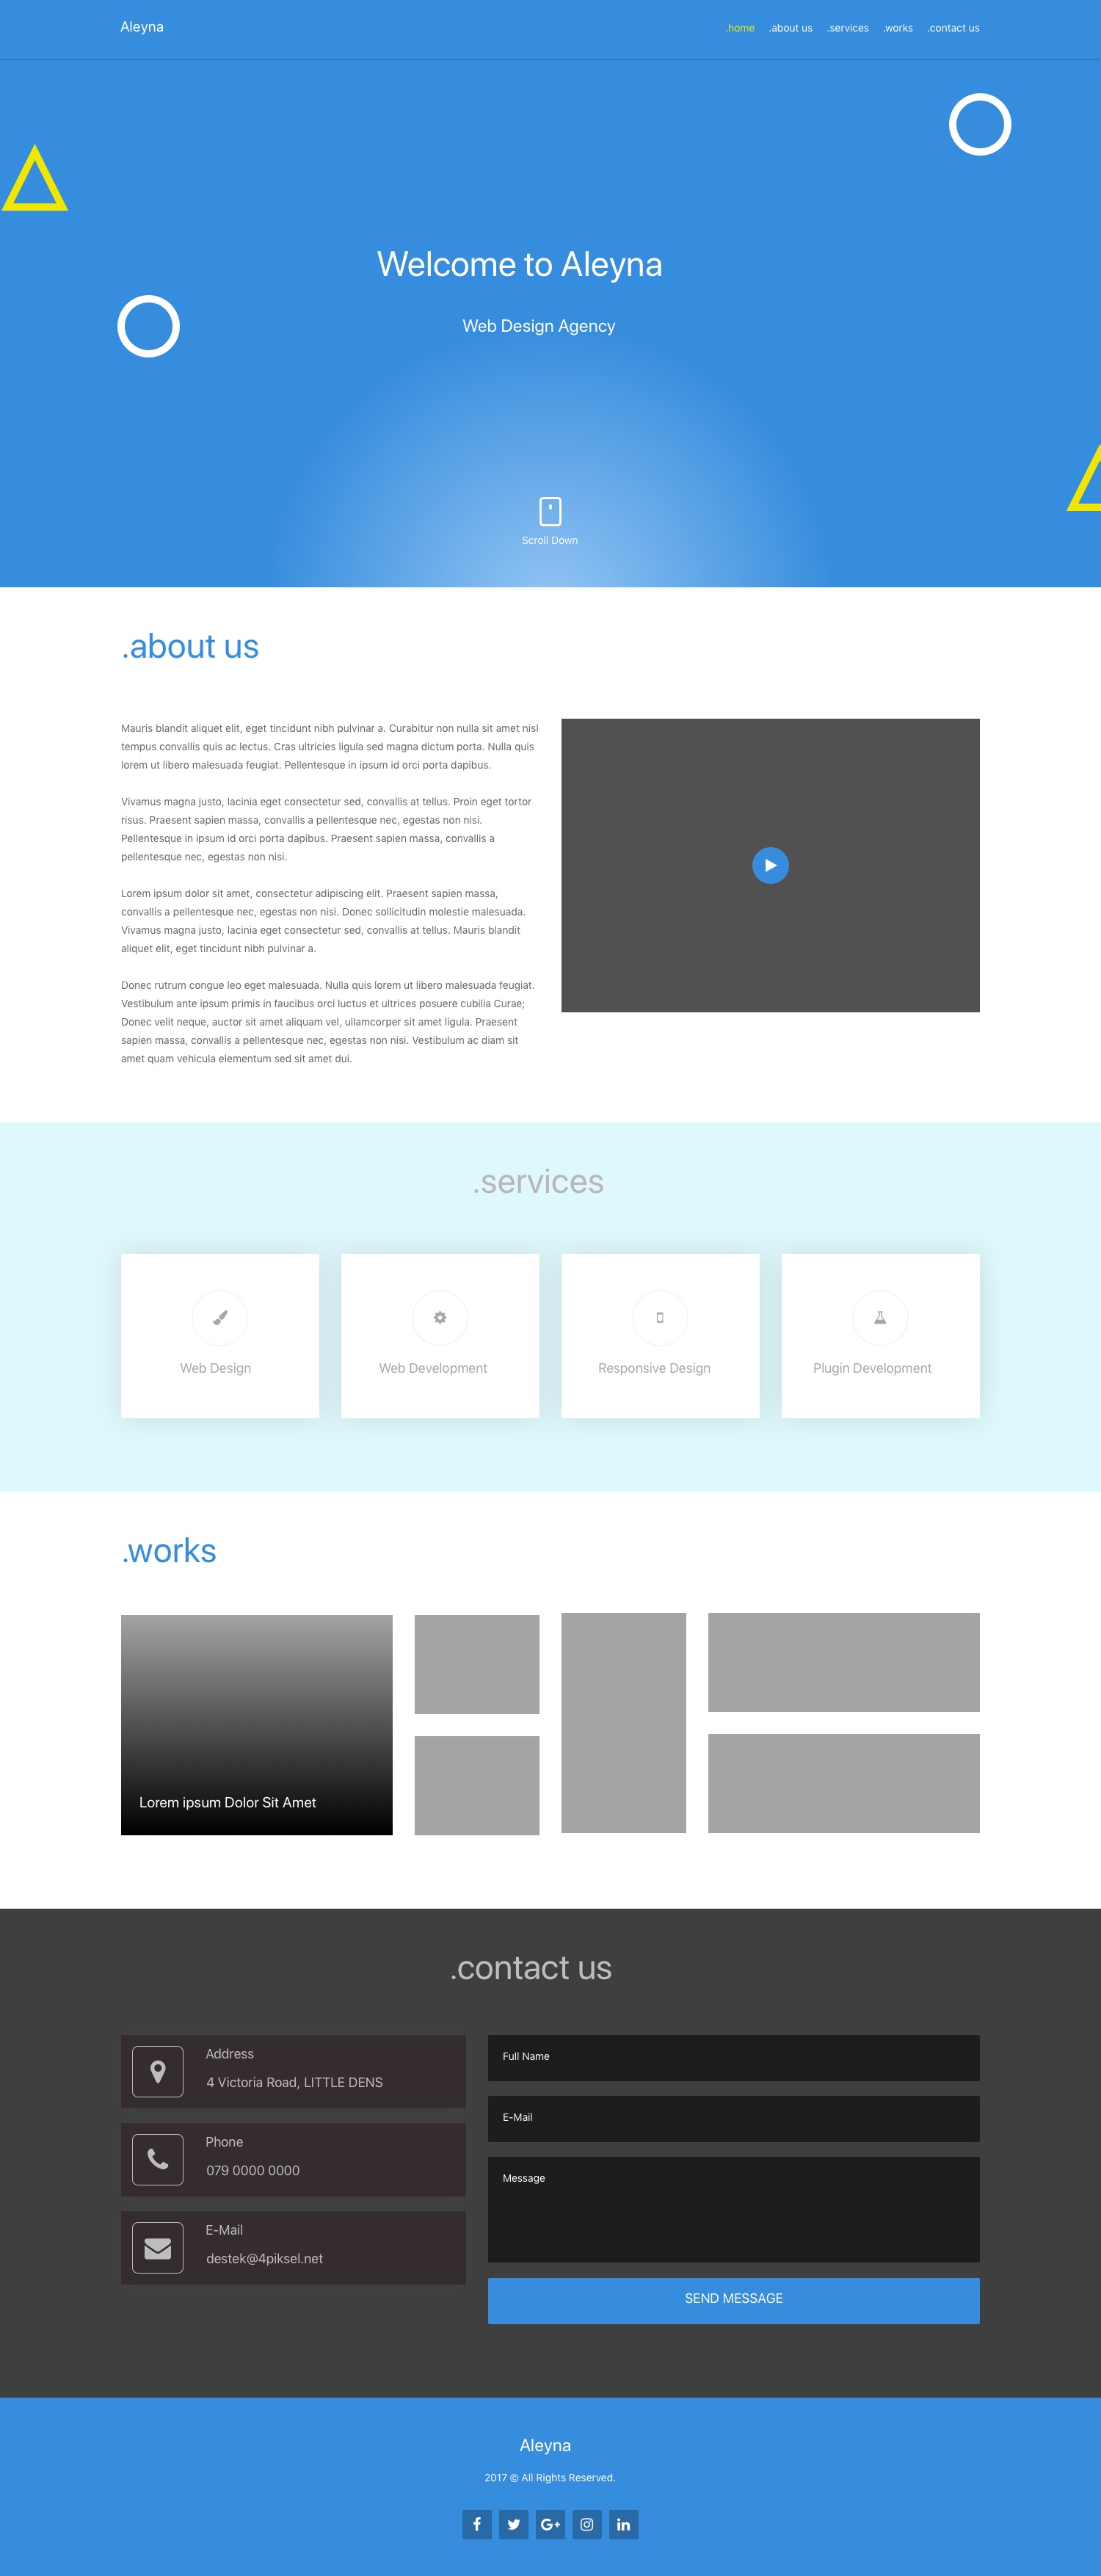 Aleyna
.home .about us .services .works .contact us
Welcome to Aleyna
Web Design Agency
Scroll Down
.about us
Mauris blandit aliquet elit, eget tincidunt nibh pulvinar a. Curabitur non nulla sit amet nisl
tempus convallis quis ac lectus. Cras ultricies ligula sed magna dictum porta. Nulla quis
lorem ut libero malesuada feugiat. Pellentesque in ipsum id orci porta dapibus.
Vivamus magna justo, lacinia eget consectetur sed, convallis at tellus. Proin eget tortor
risus. Praesent sapien massa, convallis a pellentesque nec, egestas non nisi.
Pellentesque in ipsum id orci porta dapibus. Praesent sapien massa, convallis a
pellentesque nec, egestas non nisi.
Lorem ipsum dolor sit amet, consectetur adipiscing elit. Praesent sapien massa,
convallis a pellentesque nec, egestas non nisi. Donec sollicitudin molestie malesuada.
Vivamus magna justo, lacinia eget consectetur sed, convallis at tellus. Mauris blandit
aliquet elit, eget tincidunt nibh pulvinar a.
Donec rutrum congue leo eget malesuada. Nulla quis lorem ut libero malesuada feugiat.
Vestibulum ante ipsum primis in faucibus orci luctus et ultrices posuere cubilia Curae;
Donec velit neque, auctor sit amet aliquam vel, ullamcorper sit amet ligula. Praesent
sapien massa, convallis a pellentesque nec, egestas non nisi. Vestibulum ac diam sit
amet quam vehicula elementum sed sit amet dui.
.services
Web Design
Web Development
Responsive Design
Plugin Development
.works
Lorem ipsum Dolor Sit Amet
.contact us
Address
4 Victoria Road, LITTLE DENS
Phone
079 0000 0000
E-Mail
destek@4piksel.net
Full Name
E-Mail
Message
SEND MESSAGE
Aleyna
2017 © All Rights Reserved.